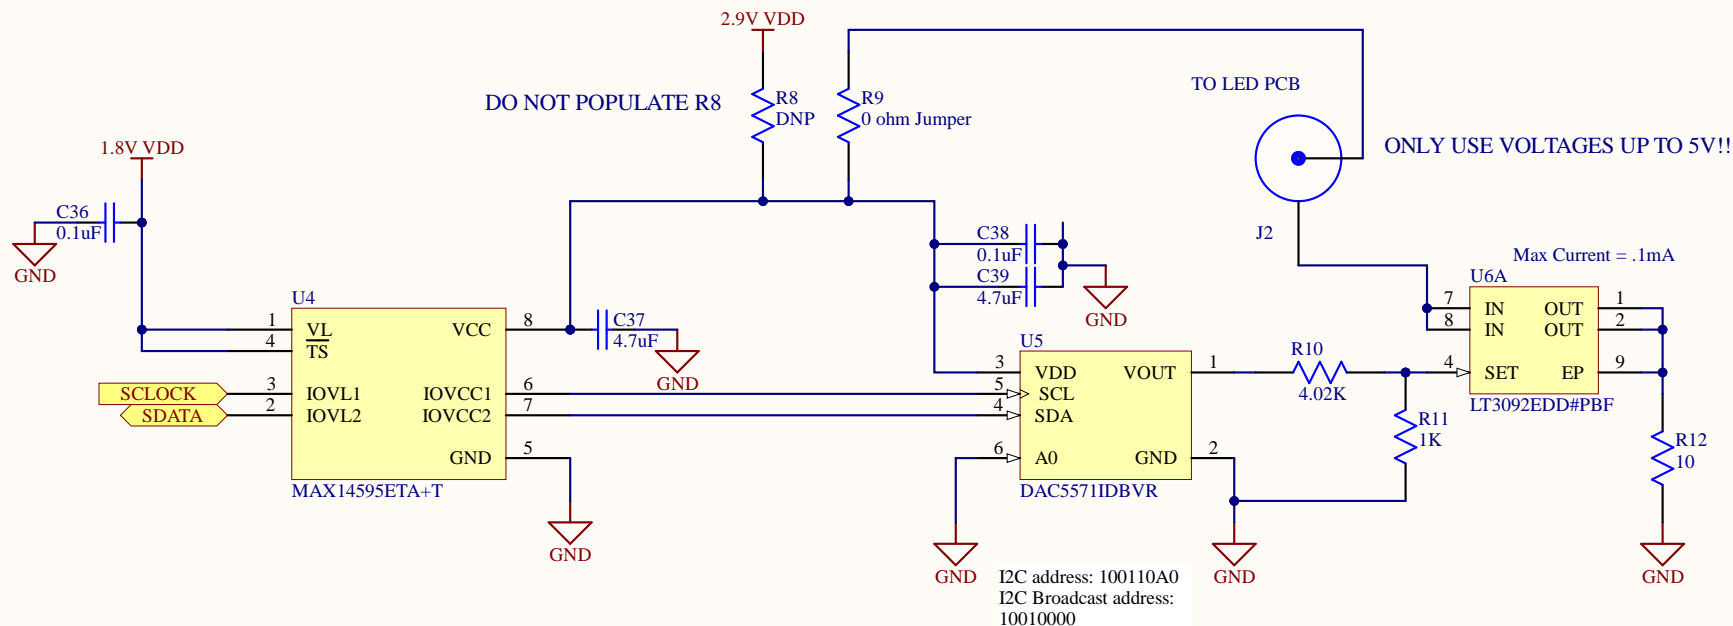 2.9V VDD
TO LED PCB
DO NOT POPULATE R8
R8
DNP
R9
0 ohm Jumper
ONLY USE VOLTAGES UP TO 5V!!
1.8V VDD
C36
0.1uF
GND
J2
C38
0.1uF
C39
4.7uF
GND
Max Current = .1mA
U4
1
VL
VCC
8
4
TS
C37
4.7uF
GND
SCLOCK
3
IOVL1
IOVCC1
6
SDATA
2
IOVL2
IOVCC2
7
GND
5
MAX14595ETA+T
GND
U5
3
VDD
VOUT
1
5
SCL
4
SDA
6
A0
GND
2
DAC5571IDBVR
GND
GND
I2C address: 100110A0
I2C Broadcast address:
10010000
R10
4.02K
R11
1K
U6A
7
IN
OUT
1
8
IN
OUT
2
4
SET
EP
9
LT3092EDD#PBF
R12
10
GND